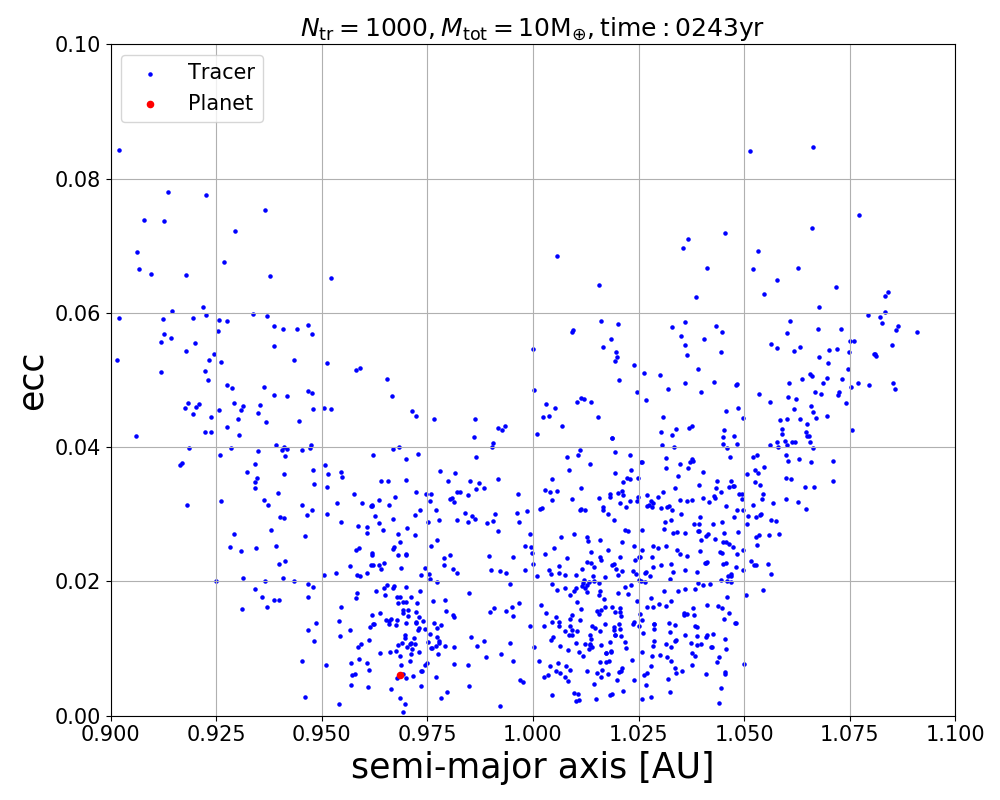 N_tr = 1000, M_tot = 10M_⊕, time : 0243yr
0.10
0.08
0.06
0.04
0.02
0.00
ecc
Tracer
Planet
0.900 0.925 0.950 0.975 1.000 1.025 1.050 1.075 1.100
semi-major axis [AU]